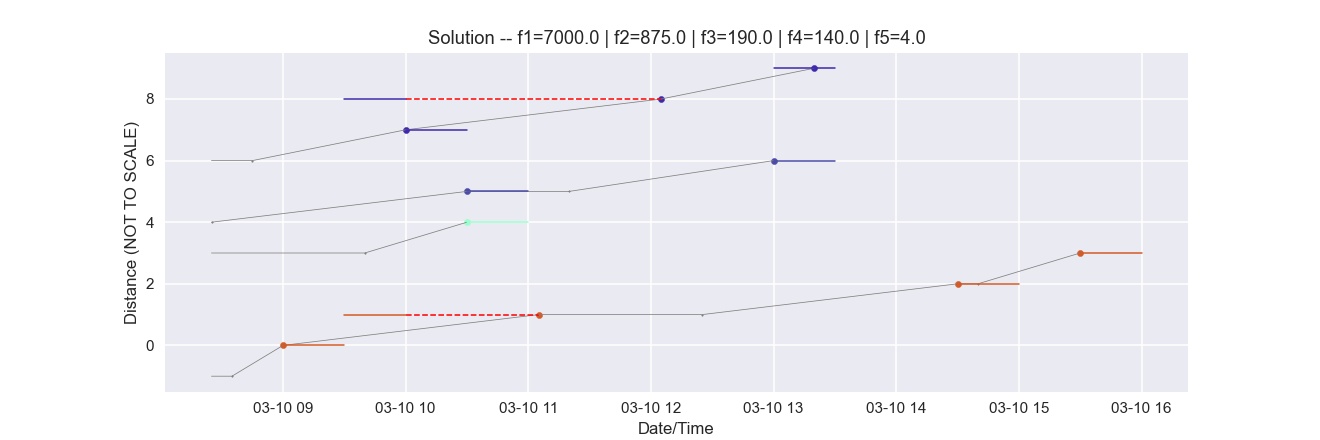 Solution -- f1=7000.0 | f2=875.0 | f3=190.0 | f4=140.0 | f5=4.0
Distance (NOT TO SCALE)
8
6
4
2
0
03-10 09 03-10 10 03-10 11 03-10 12 03-10 13 03-10 14 03-10 15 03-10 16
Date/Time